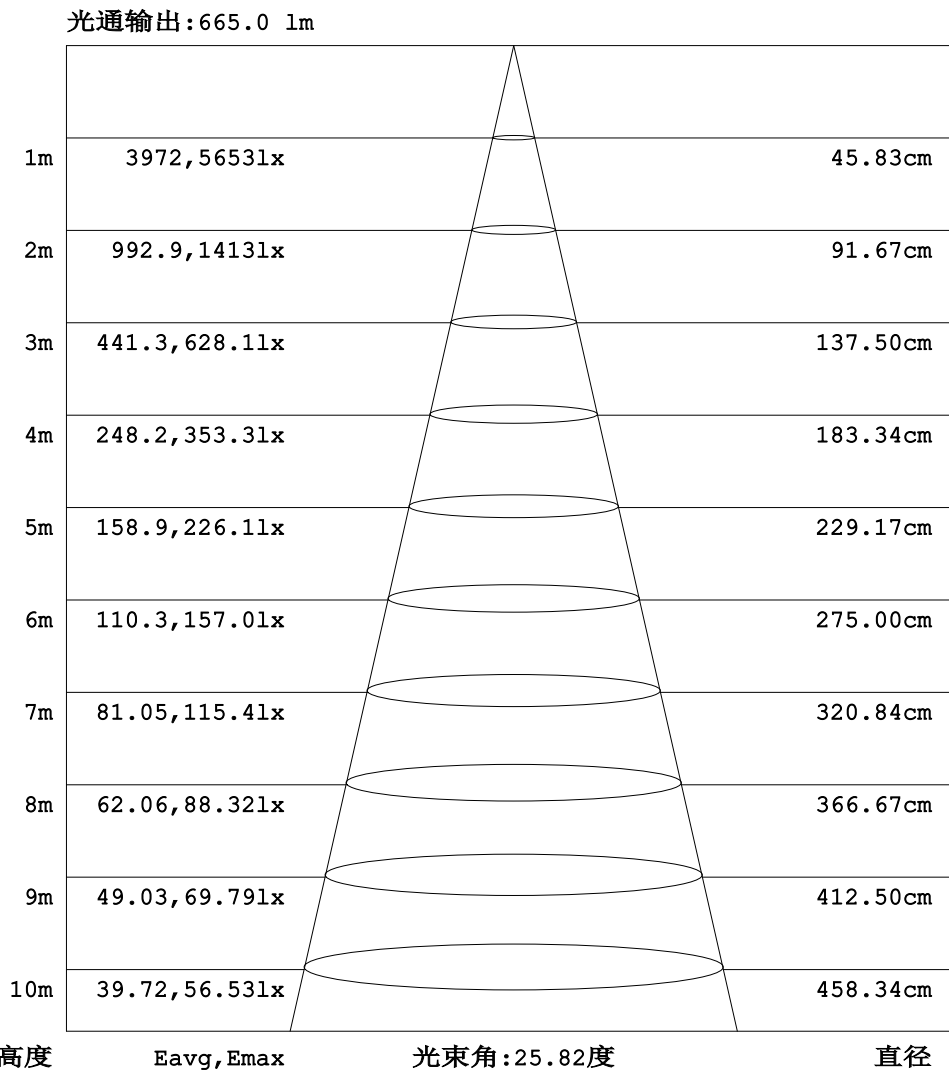 光通输出:665.0 lm
1m 3972,5653lx 45.83cm
2m 992.9,1413lx 91.67cm
3m 441.3,628.1lx 137.50cm
4m 248.2,353.3lx 183.34cm
5m 158.9,226.1lx 229.17cm
6m 110.3,157.0lx 275.00cm
7m 81.05,115.4lx 320.84cm
8m 62.06,88.32lx 366.67cm
9m 49.03,69.79lx 412.50cm
10m 39.72,56.53lx 458.34cm
高度 Eavg,Emax 光束角:25.82度 直径